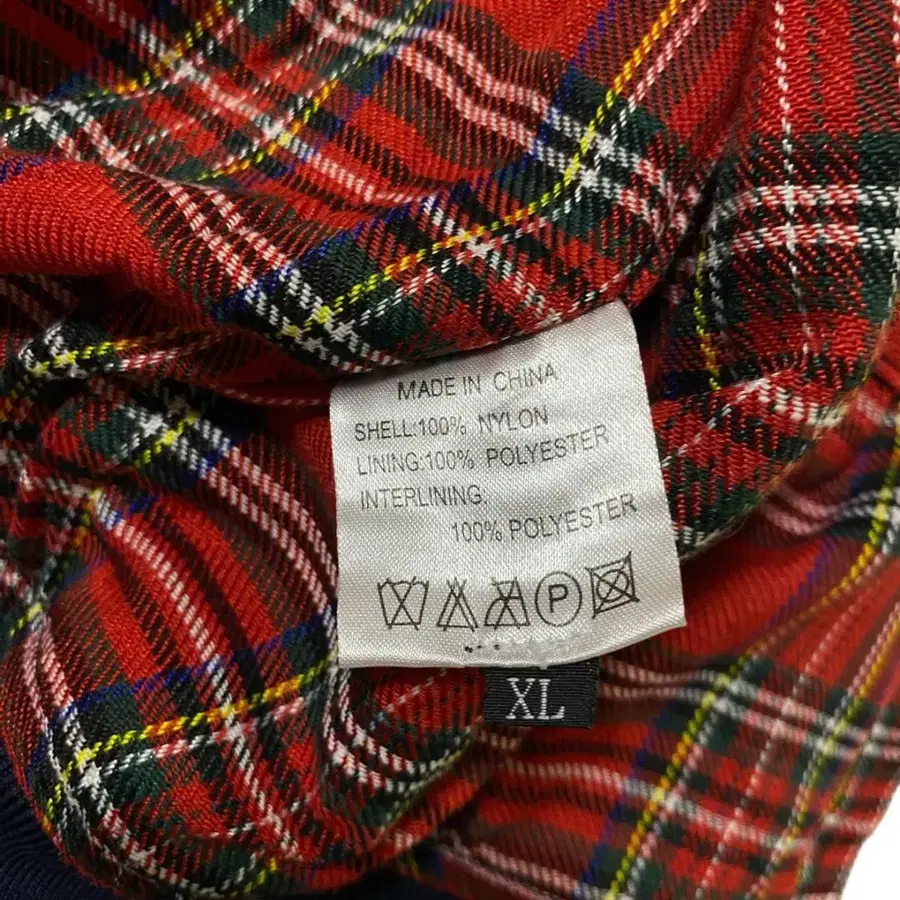 MADE IN CHINA
SHELL:100% NYLON
LINING:100% POLYESTER
INTERLINING:
100% POLYESTER
P
XL